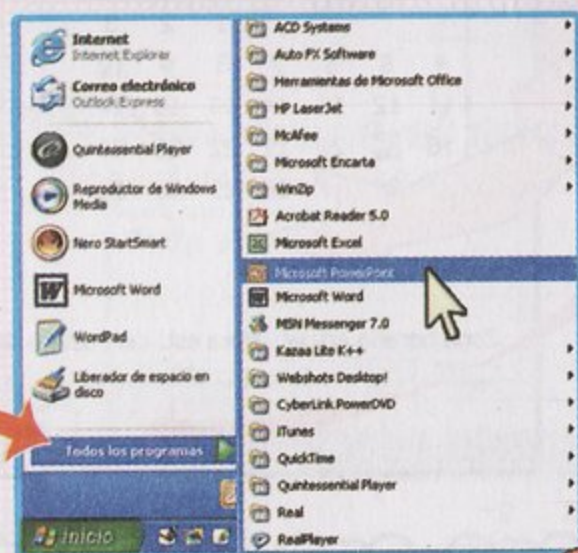 Internet
Internet Explorer
Correo electrónico
Outlook Express
Quintessential Player
Reproductor de Windows
Media
Nero StartSmart
Microsoft Word
WordPad
Liberador de espacio en
disco
Todos los programas
Inicio
ACD Systems
Auto FX Software
Herramientas de Microsoft Office
HP LaserJet
McAfee
Microsoft Encarta
WinZip
Acrobat Reader 5.0
Microsoft Excel
Microsoft PowerPoint
Microsoft Word
MSN Messenger 7.0
Kazaa Lite K++
Webshots Desktop!
CyberLink PowerDVD
iTunes
QuickTime
Quintessential Player
Real
RealPlayer